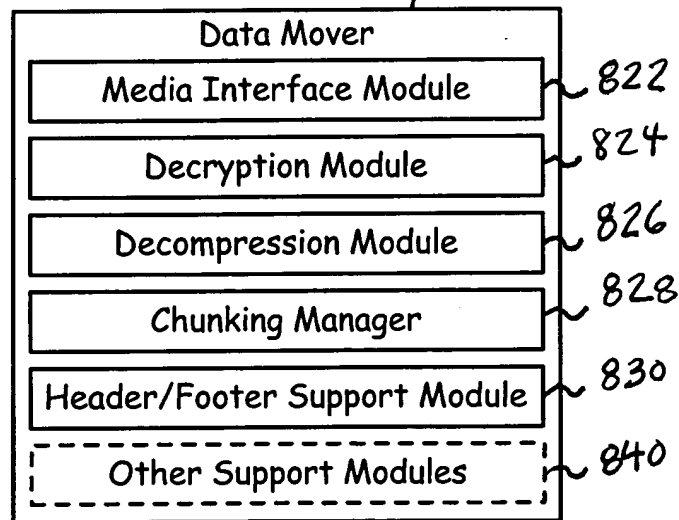 Data Mover
Media Interface Module 822
Decryption Module 824
Decompression Module 826
Chunking Manager 828
Header/Footer Support Module 830
Other Support Modules 840